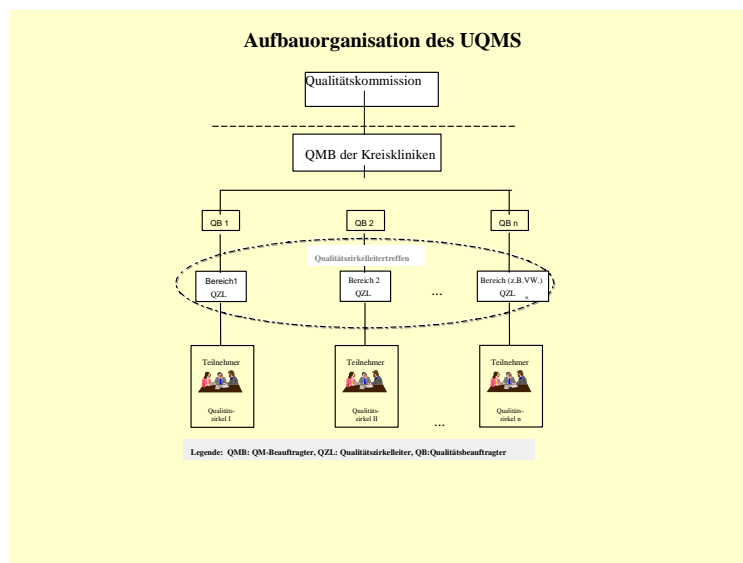 Aufbauorganisation des UQMS
Qualitätskommission
QMB der Kreiskliniken
QB 1
QB 2
QB n
Qualitätszirkelleitertreffen
Bereich1
QZL
Bereich 2
QZL
...
Bereich (z.B.VW.)
QZL n
Teilnehmer
Qualitäts-
zirkel I
Teilnehmer
Qualitäts-
zirkel II
...
Teilnehmer
Qualitäts-
zirkel n
Legende: QMB: QM-Beauftragter, QZL: Qualitätszirkelleiter, QB:Qualitätsbeauftragter